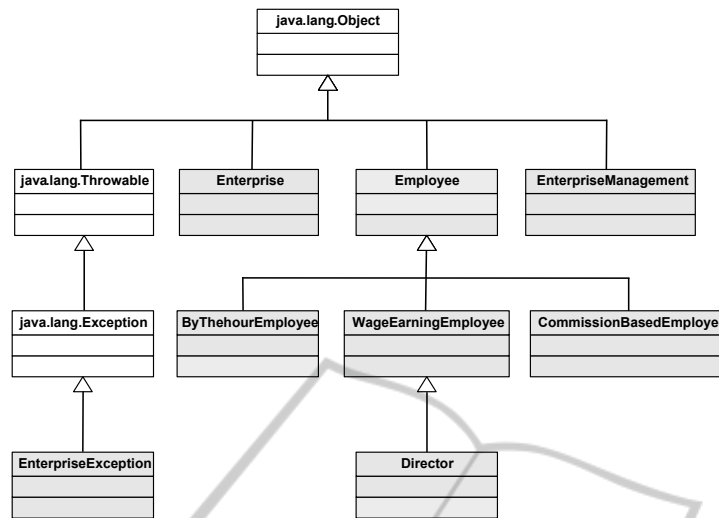 java.lang.Object
java.lang.Throwable
Enterprise
Employee
EnterpriseManagement
java.lang.Exception
ByThehourEmployee
WageEarningEmployee
CommissionBasedEmploye
EnterpriseException
Director